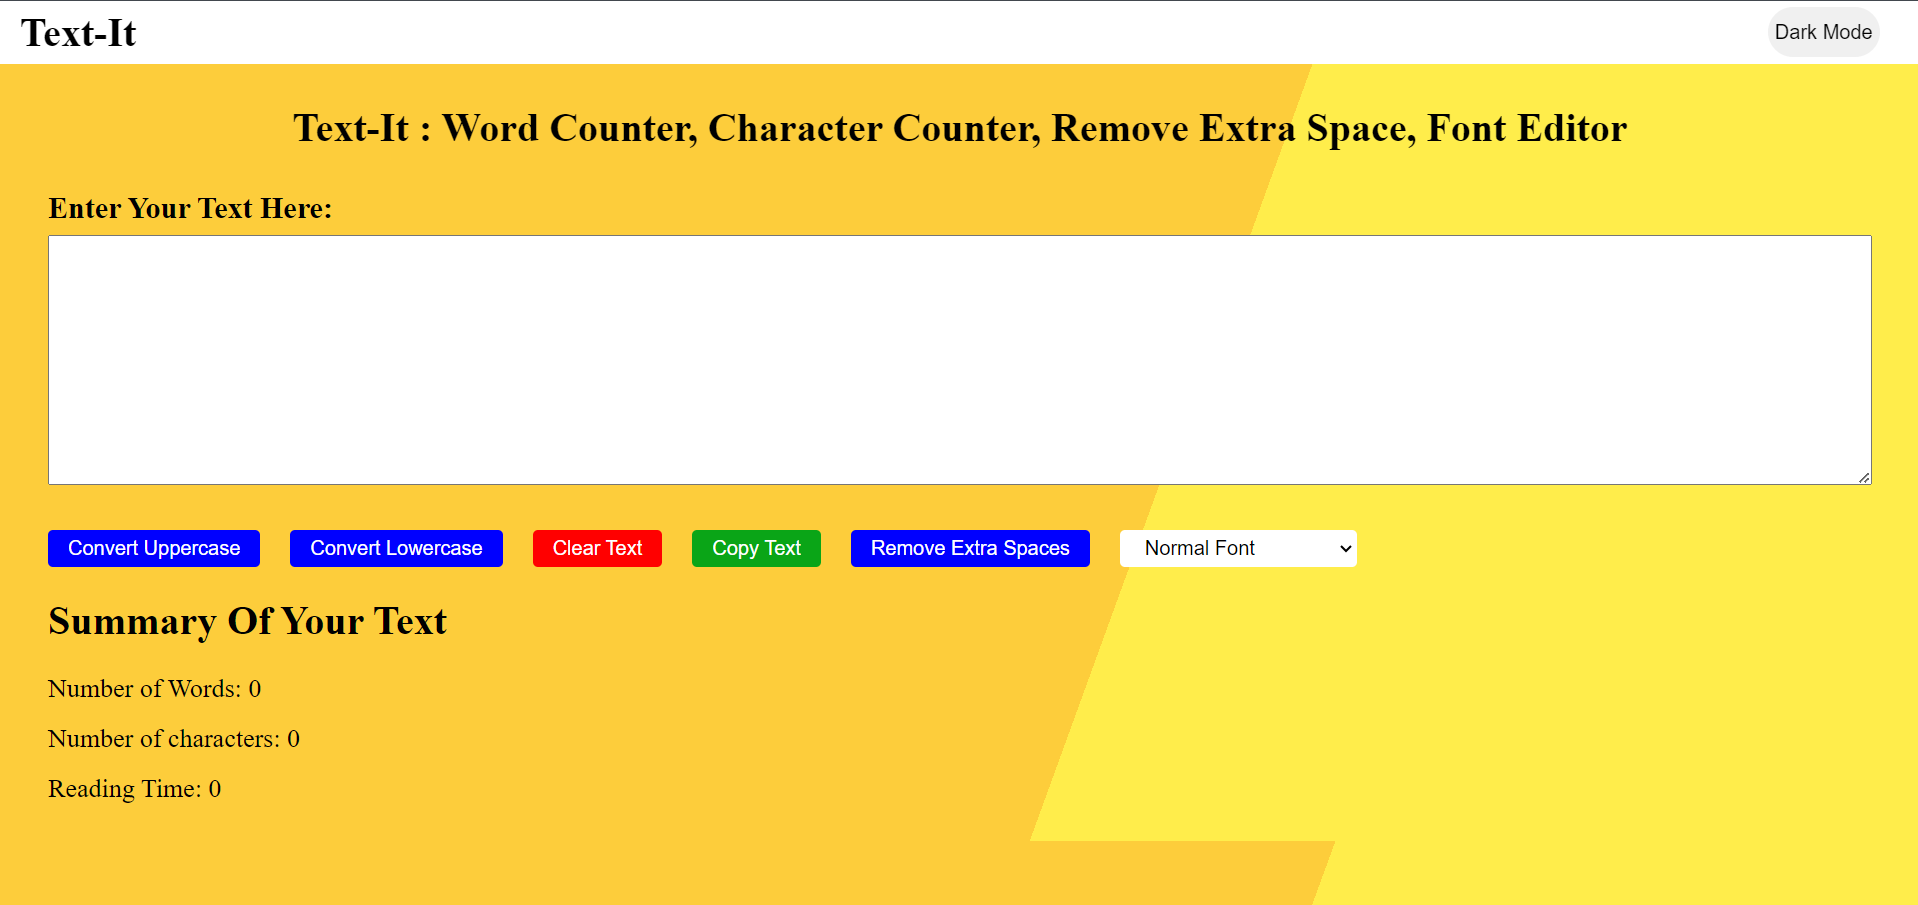 Text-It
Dark Mode
Text-It : Word Counter, Character Counter, Remove Extra Space, Font Editor
Enter Your Text Here:
Convert Uppercase
Convert Lowercase
Clear Text
Copy Text
Remove Extra Spaces
Normal Font
Summary Of Your Text
Number of Words: 0
Number of characters: 0
Reading Time: 0